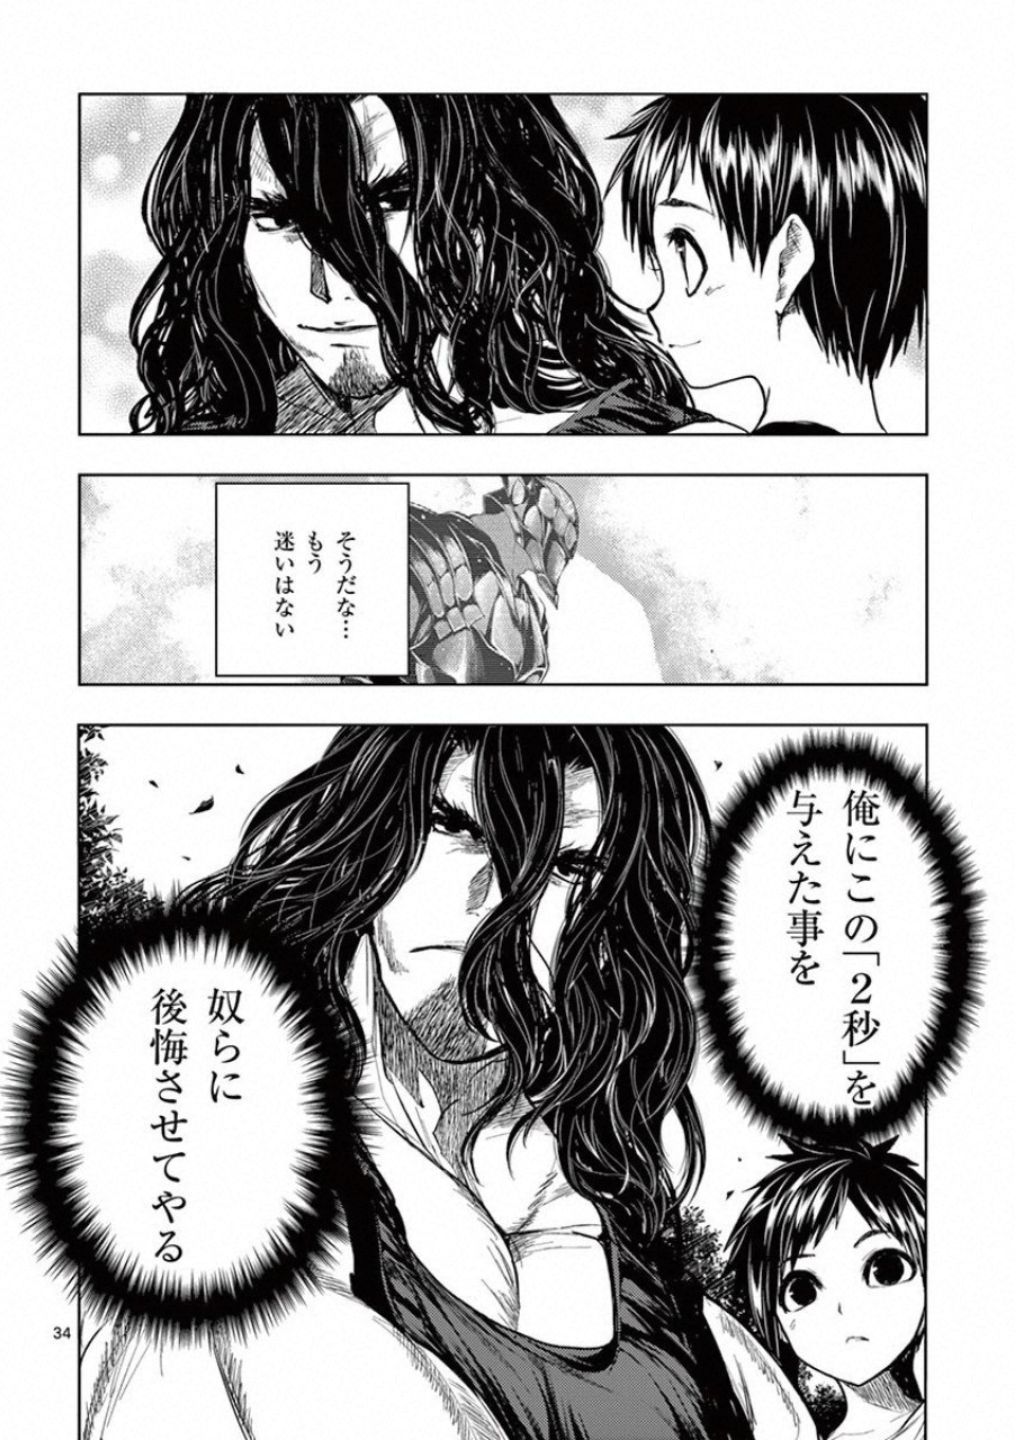 そうだな…
もう
迷いはない
俺にこの「２秒」を
与えた事を
奴らに
後悔させてやる
34